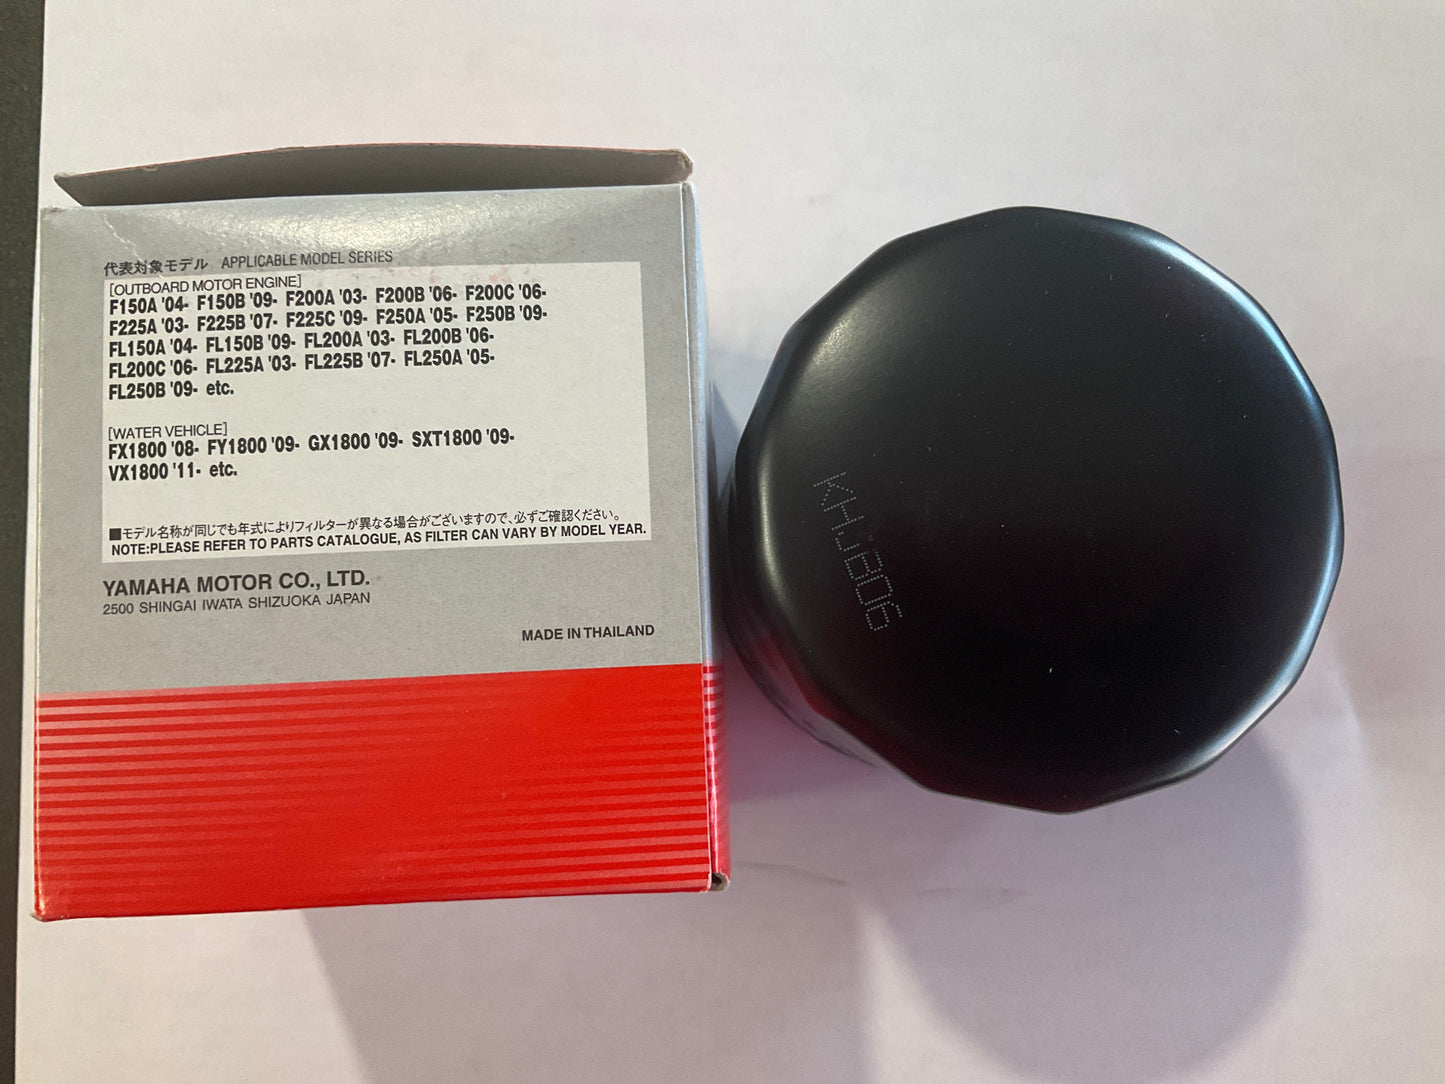 代表対象モデル APPLICABLE MODEL SERIES
[OUTBOARD MOTOR ENGINE]
F150A '04- F150B '09- F200A '03- F200B '06- F200C '06-
F225A '03- F225B '07- F225C '09- F250A '05- F250B '09-
FL150A '04- FL150B '09- FL200A '03- FL200B '06-
FL200C '06- FL225A '03- FL225B '07- FL250A '05-
FL250B '09- etc.
[WATER VEHICLE]
FX1800 '08- FY1800 '09- GX1800 '09- SXT1800 '09-
VX1800 '11- etc.
■モデル名称が同じでも年式によりフィルターが異なる場合がございますので、必ずご確認ください。
NOTE:PLEASE REFER TO PARTS CATALOGUE, AS FILTER CAN VARY BY MODEL YEAR.
YAMAHA MOTOR CO., LTD.
2500 SHINGAI IWATA SHIZUOKA JAPAN
MADE IN THAILAND